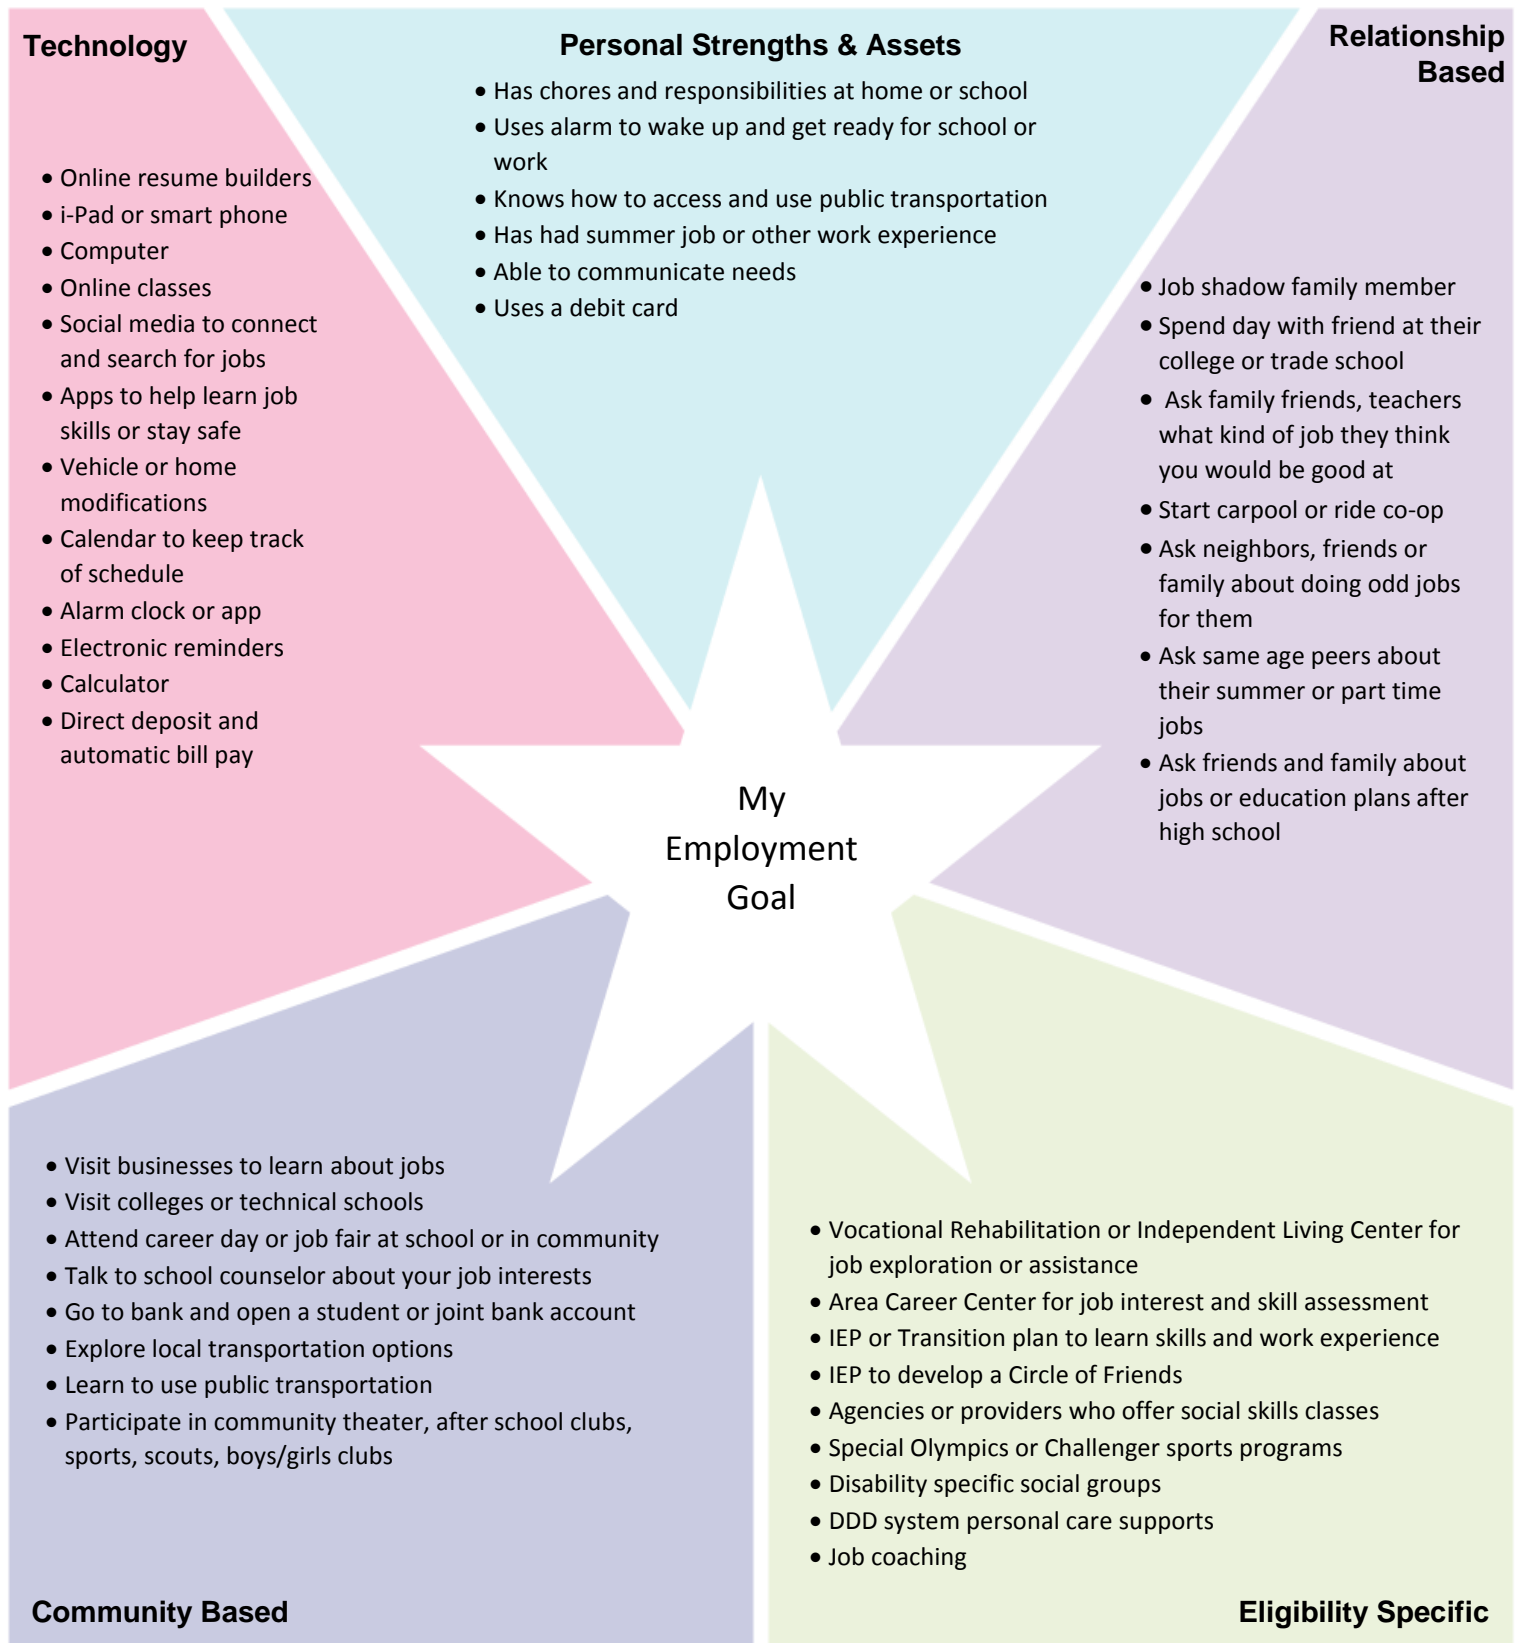 Technology
• Online resume builders
• i-Pad or smart phone
• Computer
• Online classes
• Social media to connect
and search for jobs
• Apps to help learn job
skills or stay safe
• Vehicle or home
modifications
• Calendar to keep track
of schedule
• Alarm clock or app
• Electronic reminders
• Calculator
• Direct deposit and
automatic bill pay
Personal Strengths & Assets
• Has chores and responsibilities at home or school
• Uses alarm to wake up and get ready for school or
work
• Knows how to access and use public transportation
• Has had summer job or other work experience
• Able to communicate needs
• Uses a debit card
Relationship
Based
• Job shadow family member
• Spend day with friend at their
college or trade school
• Ask family friends, teachers
what kind of job they think
you would be good at
• Start carpool or ride co-op
• Ask neighbors, friends or
family about doing odd jobs
for them
• Ask same age peers about
their summer or part time
jobs
• Ask friends and family about
jobs or education plans after
high school
My
Employment
Goal
• Visit businesses to learn about jobs
• Visit colleges or technical schools
• Attend career day or job fair at school or in community
• Talk to school counselor about your job interests
• Go to bank and open a student or joint bank account
• Explore local transportation options
• Learn to use public transportation
• Participate in community theater, after school clubs,
sports, scouts, boys/girls clubs
Community Based
• Vocational Rehabilitation or Independent Living Center for
job exploration or assistance
• Area Career Center for job interest and skill assessment
• IEP or Transition plan to learn skills and work experience
• IEP to develop a Circle of Friends
• Agencies or providers who offer social skills classes
• Special Olympics or Challenger sports programs
• Disability specific social groups
• DDD system personal care supports
• Job coaching
Eligibility Specific